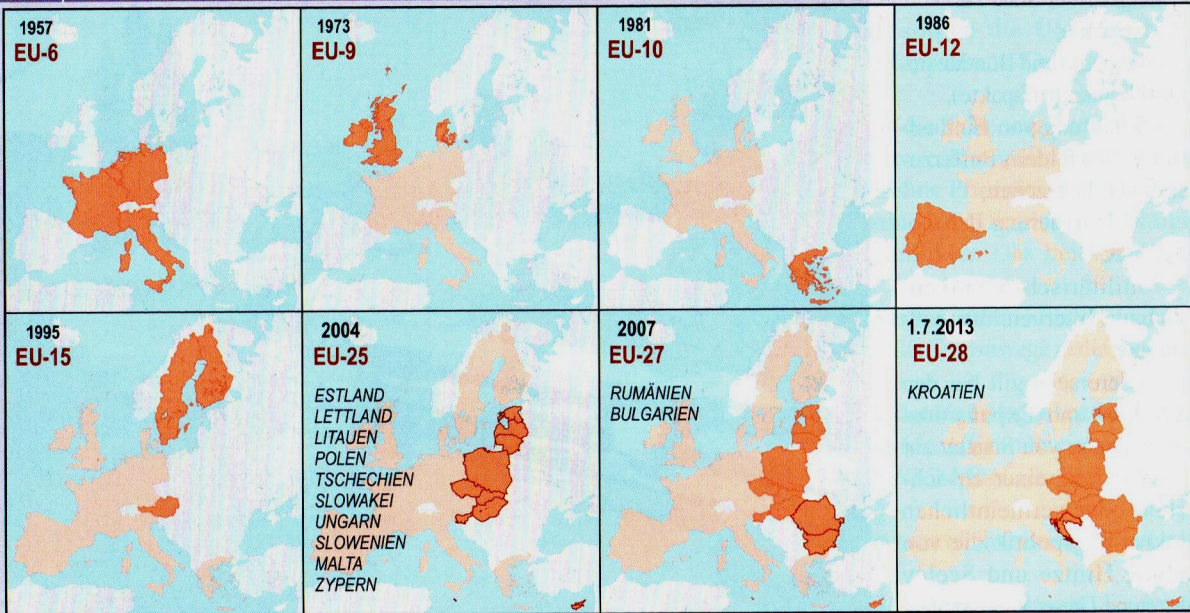 1957
EU-6
1973
EU-9
1981
EU-10
1986
EU-12
1995
EU-15
2004
EU-25
ESTLAND
LETTLAND
LITAUEN
POLEN
TSCHECHIEN
SLOWAKEI
UNGARN
SLOWENIEN
MALTA
ZYPERN
2007
EU-27
RUMÄNIEN
BULGARIEN
1.7.2013
EU-28
KROATIEN